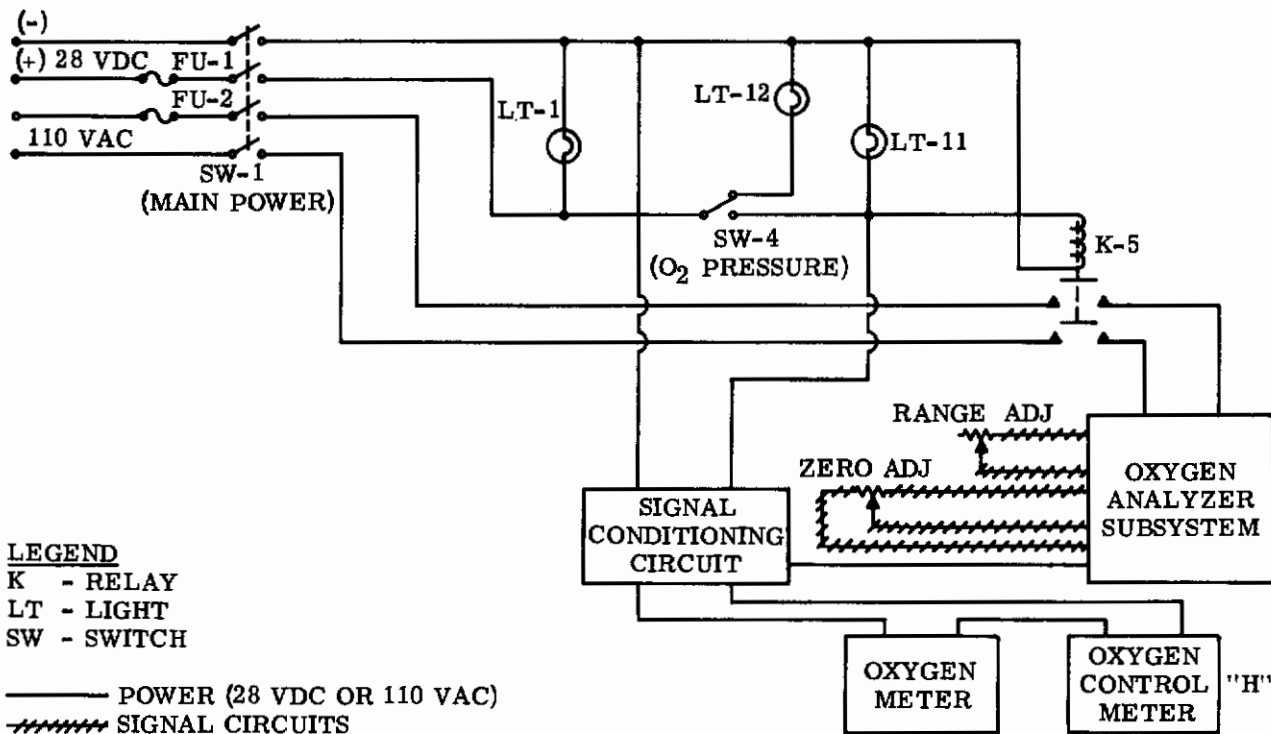 (-)
(+) 28 VDC FU-1
FU-2
110 VAC
SW-1
(MAIN POWER)
LT-1
LT-12
LT-11
SW-4
(O₂ PRESSURE)
K-5
RANGE ADJ
ZERO ADJ
OXYGEN
ANALYZER
SUBSYSTEM
SIGNAL
CONDITIONING
CIRCUIT
OXYGEN
METER
OXYGEN
CONTROL
METER
"H"
LEGEND
K - RELAY
LT - LIGHT
SW - SWITCH
POWER (28 VDC OR 110 VAC)
SIGNAL CIRCUITS